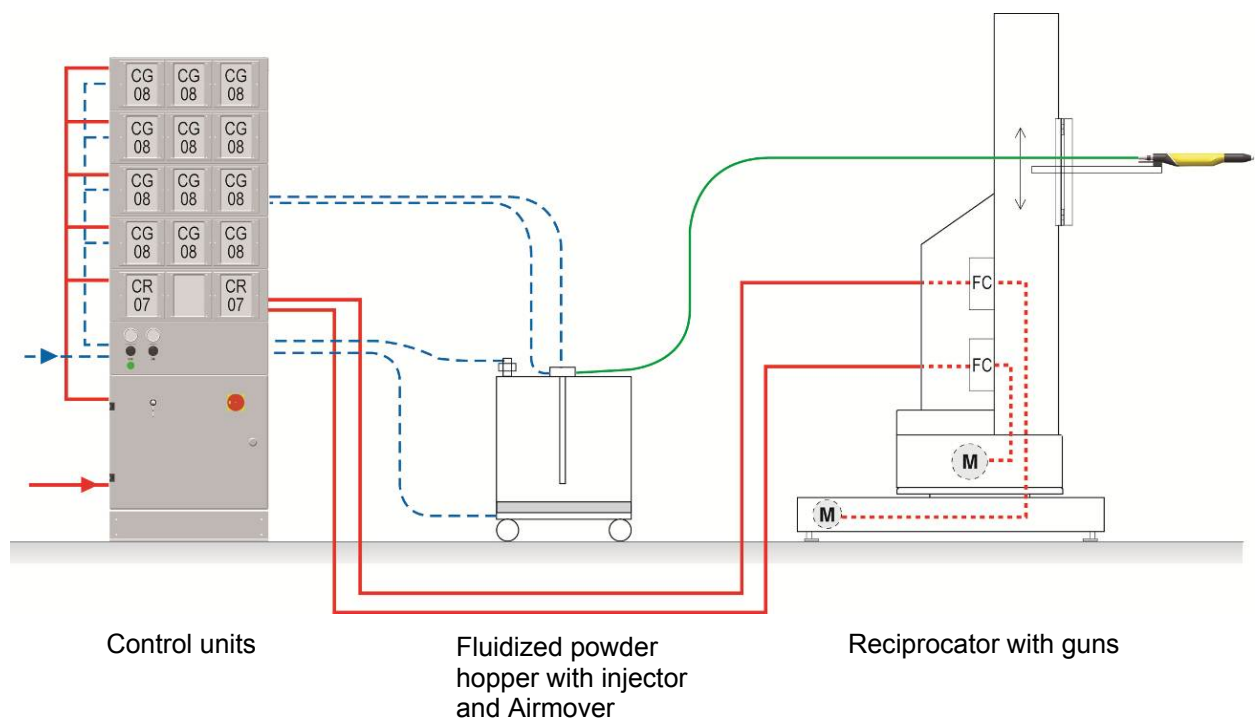 CG CG CG
08 08 08
CG CG CG
08 08 08
CG CG CG
08 08 08
CG CG CG
08 08 08
CR CR
07 07
FC
FC
M
M
Control units
Fluidized powder
hopper with injector
and Airmover
Reciprocator with guns